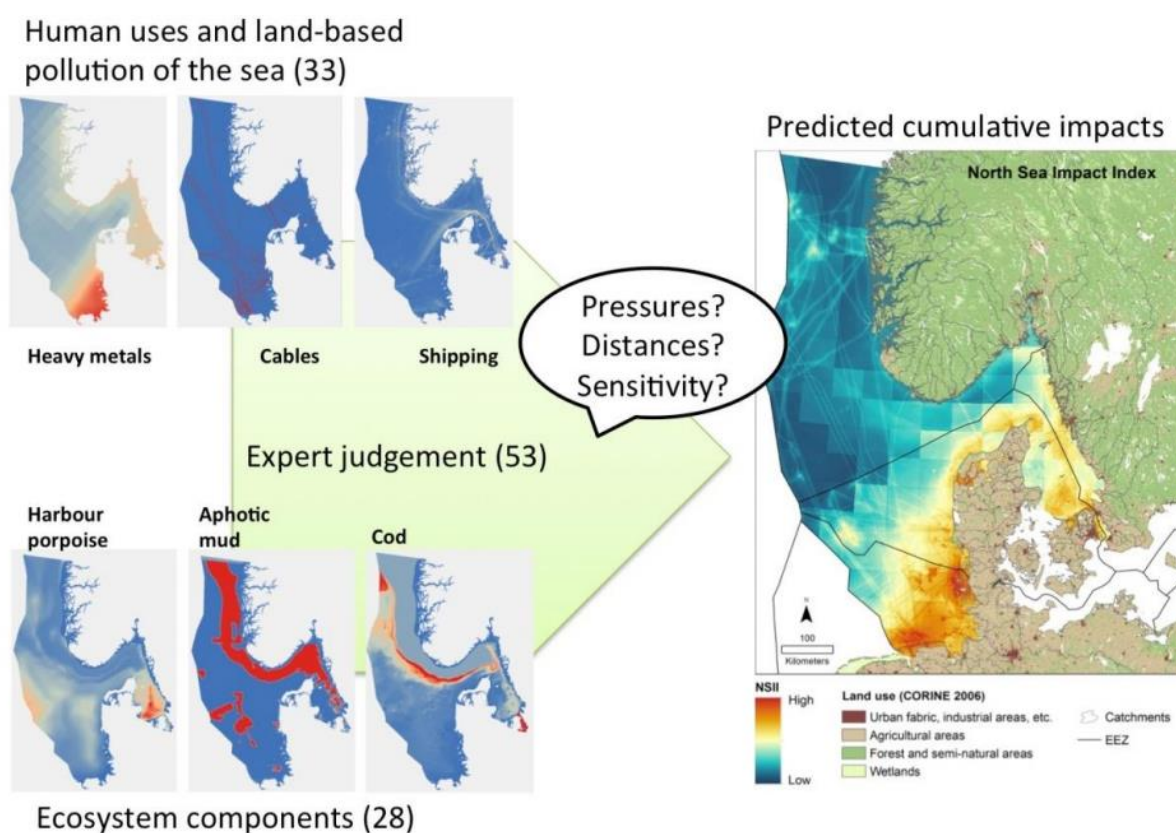 Human uses and land-based
pollution of the sea (33)
Heavy metals
Cables
Shipping
Pressures?
Distances?
Sensitivity?
Expert judgement (53)
Harbour
porpoise
Aphotic
mud
Cod
Ecosystem components (28)
Predicted cumulative impacts
North Sea Impact Index
N
100
Kilometers
NSII
High
Low
Land use (CORINE 2006)
Urban fabric, industrial areas, etc.
Agricultural areas
Forest and semi-natural areas
Wetlands
Catchments
EEZ